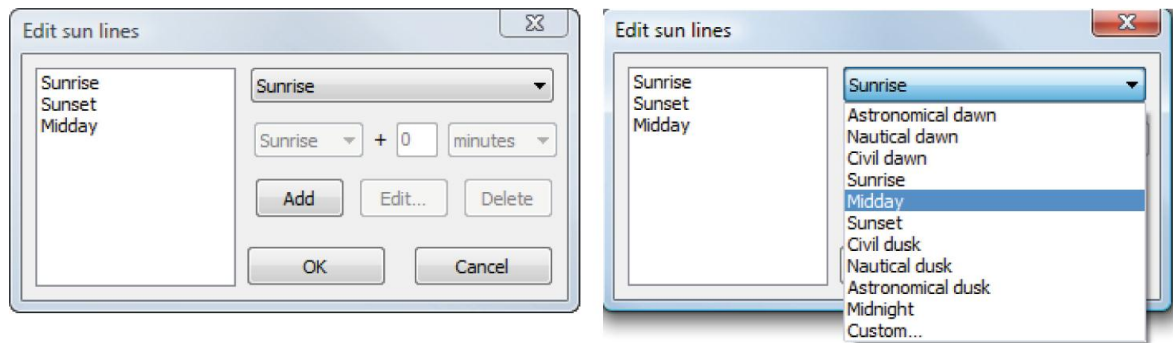 Edit sun lines
Sunrise
Sunset
Midday
Sunrise
Sunrise + 0 minutes
Add Edit... Delete
OK Cancel
Edit sun lines
Sunrise
Sunset
Midday
Sunrise
Astronomical dawn
Nautical dawn
Civil dawn
Sunrise
Midday
Sunset
Civil dusk
Nautical dusk
Astronomical dusk
Midnight
Custom...